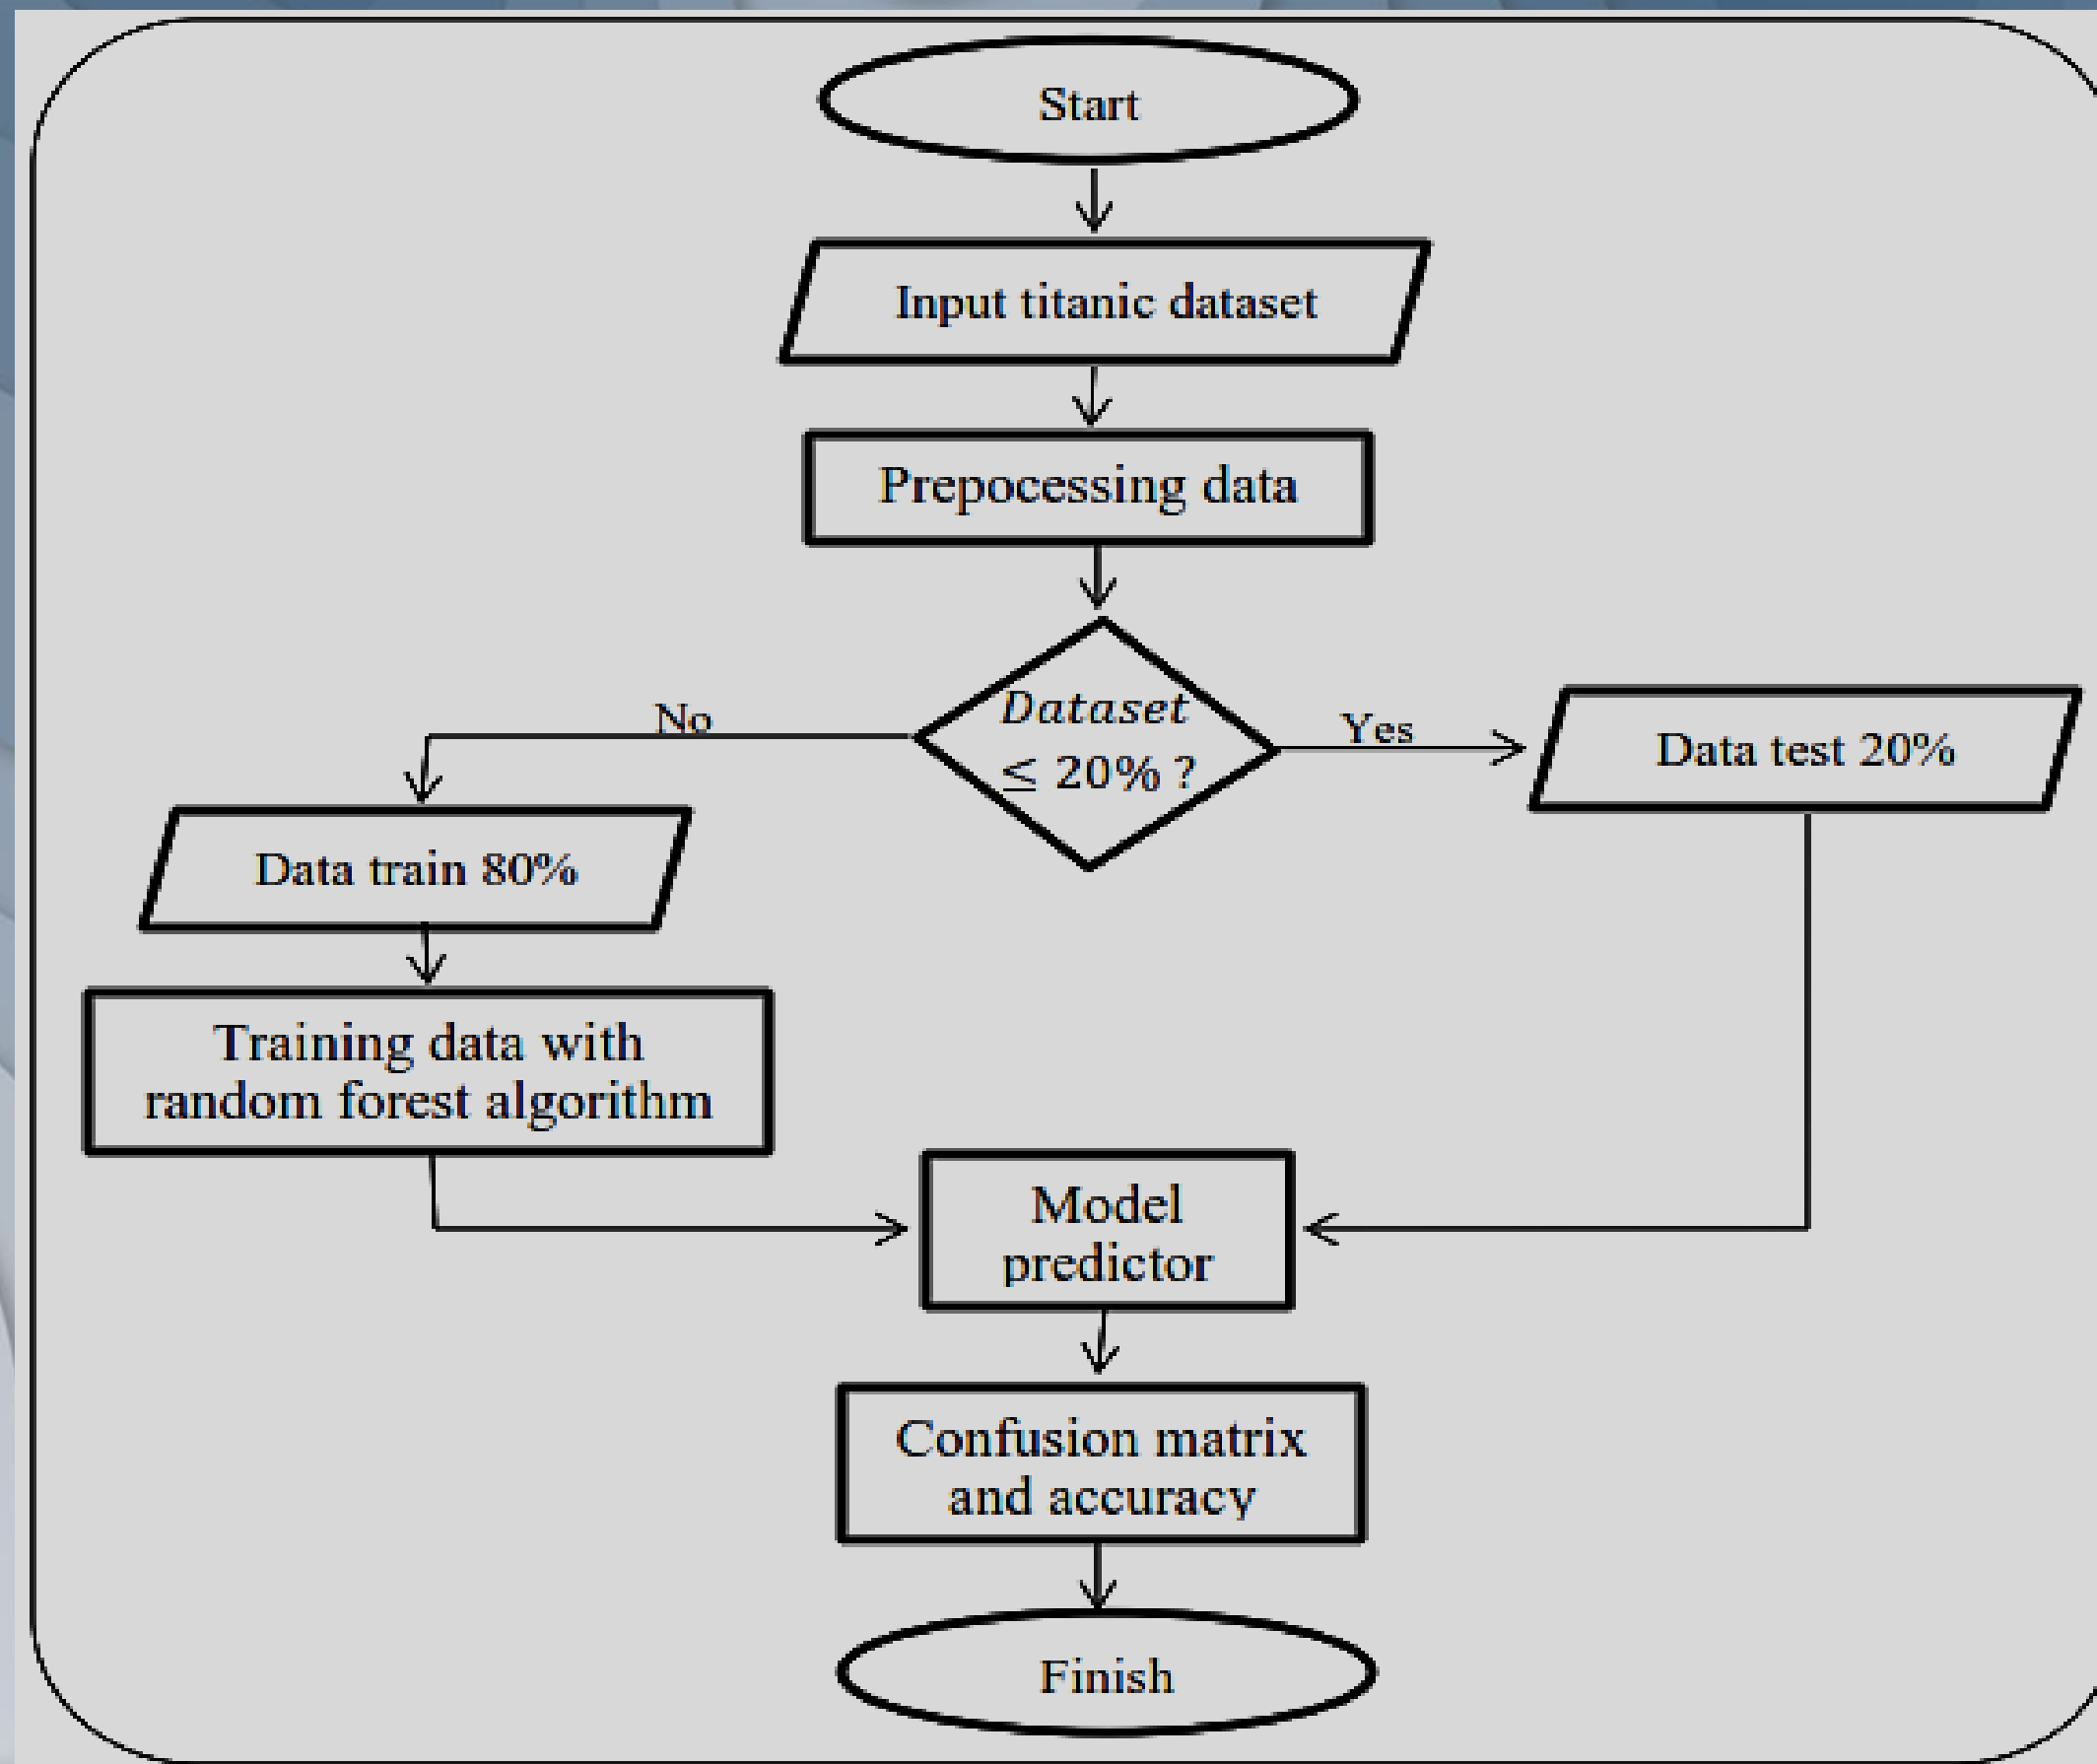 Start
Input titanic dataset
Prepocessing data
Dataset
≤ 20% ?
No
Yes
Data test 20%
Data train 80%
Training data with
random forest algorithm
Model
predictor
Confusion matrix
and accuracy
Finish